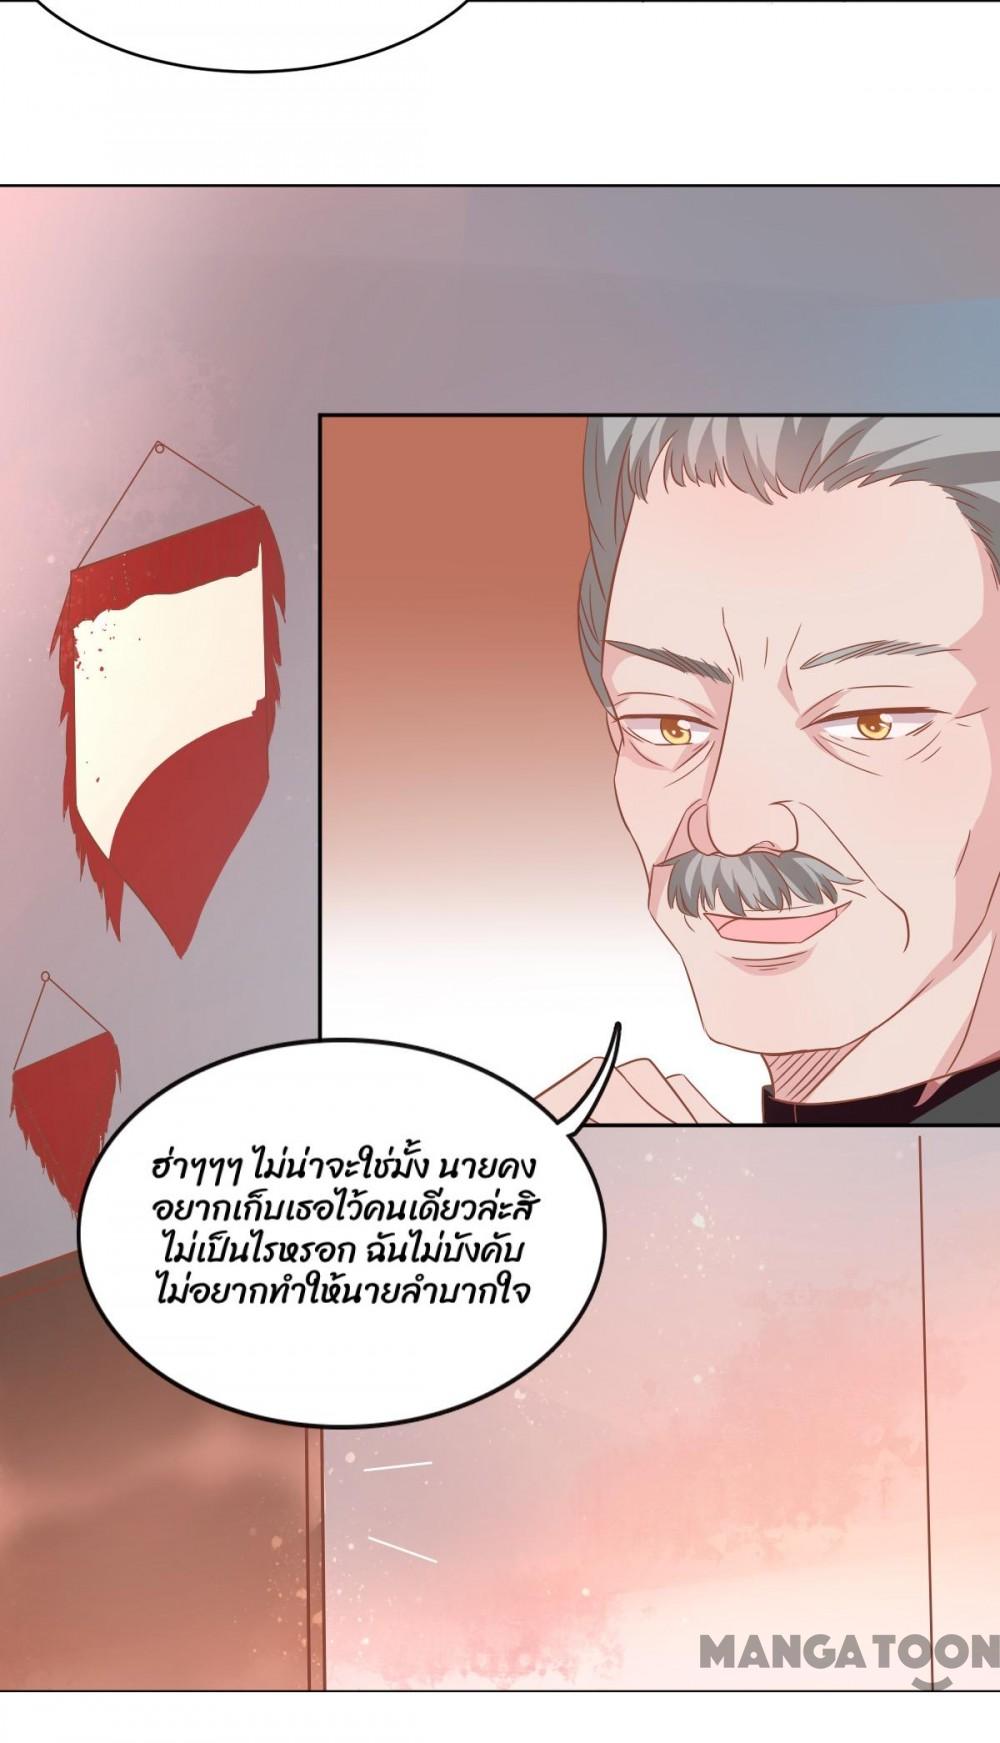 ฮ่าๆๆๆ ไม่น่าจะใช่มั้ง นายคง
อยากเก็บเธอไว้คนเดียวล่ะสิ
ไม่เป็นไรหรอก ฉันไม่บังคับ
ไม่อยากทำให้นายลำบากใจ
MANGATOON